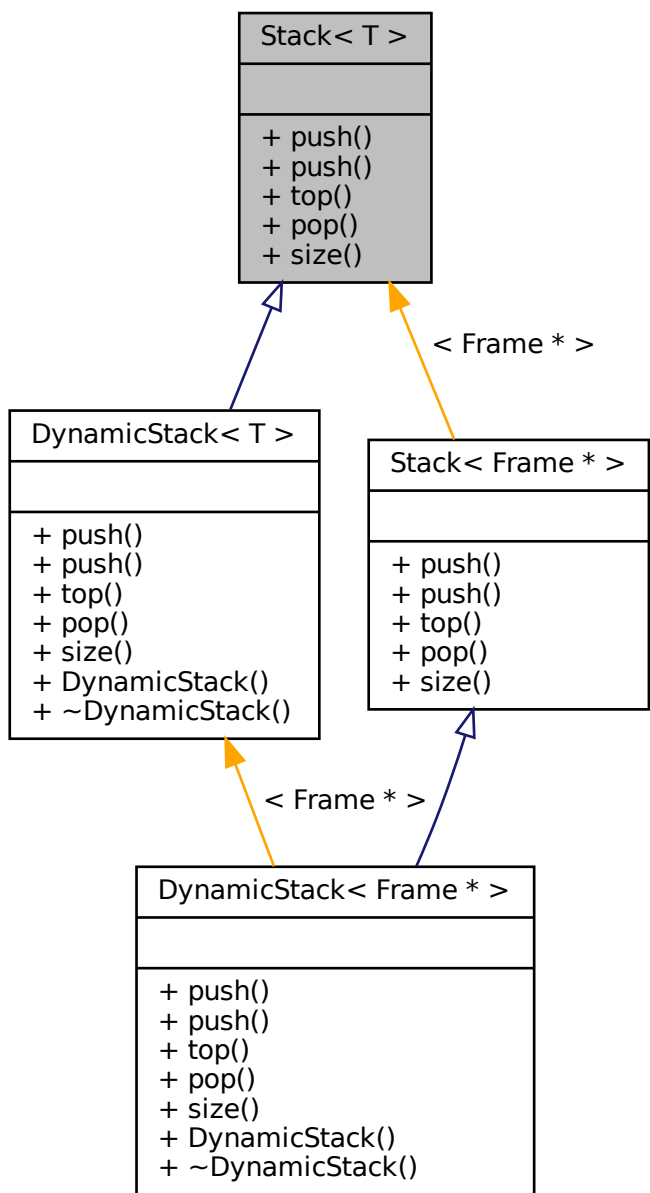 Stack< T >
+ push()
+ push()
+ top()
+ pop()
+ size()
< Frame * >
DynamicStack< T >
+ push()
+ push()
+ top()
+ pop()
+ size()
+ DynamicStack()
+ ~DynamicStack()
Stack< Frame * >
+ push()
+ push()
+ top()
+ pop()
+ size()
< Frame * >
DynamicStack< Frame * >
+ push()
+ push()
+ top()
+ pop()
+ size()
+ DynamicStack()
+ ~DynamicStack()